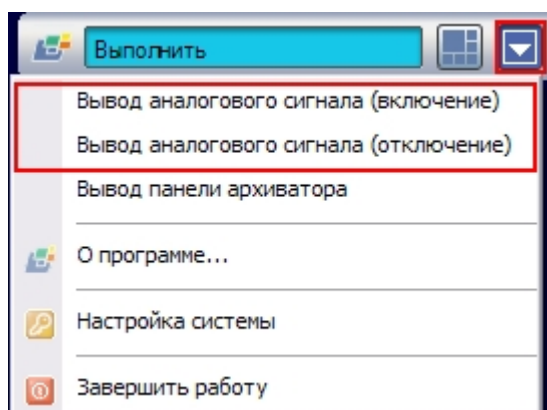 Выполнить
Вывод аналогового сигнала (включение)
Вывод аналогового сигнала (отключение)
Вывод панели архиватора
О программе...
Настройка системы
Завершить работу